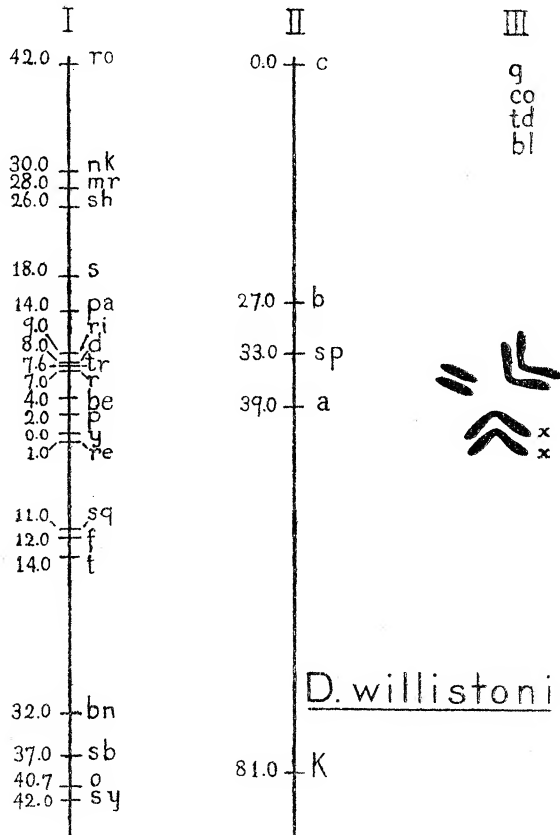 I
II
III
42.0 ro
30.0 nk
28.0 mr
26.0 sh
18.0 s
14.0 pa
9.0 ri
8.0 d
7.6 tr
7.0 r
4.0 be
2.0 p
0.0 y
1.0 re
11.0 sq
12.0 f
14.0 t
32.0 bn
37.0 sb
40.7 o
42.0 sy
0.0 c
27.0 b
33.0 sp
39.0 a
81.0 K
g
co
td
bl
x
x
D. willistoni